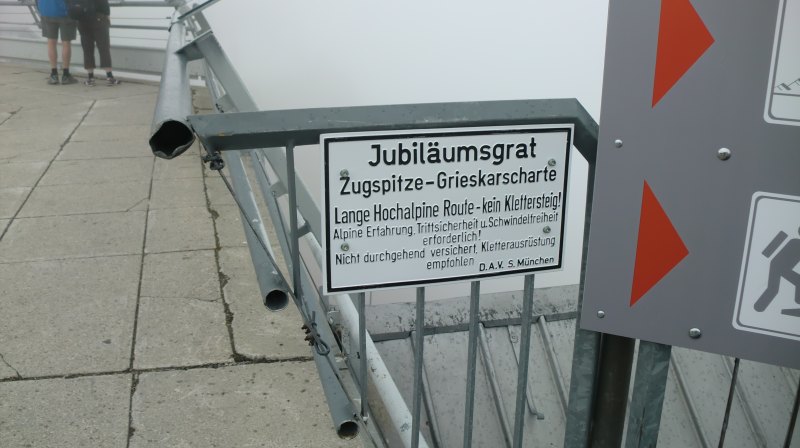 Jubiläumsgrat
Zugspitze-Grieskarscharte
Lange Hochalpine Route-kein Klettersteig!
Alpine Erfahrung, Trittsicherheit u. Schwindelfreiheit
erforderlich!
Nicht durchgehend versichert, Kletterausrüstung
empfohlen. D.A.V. S. München